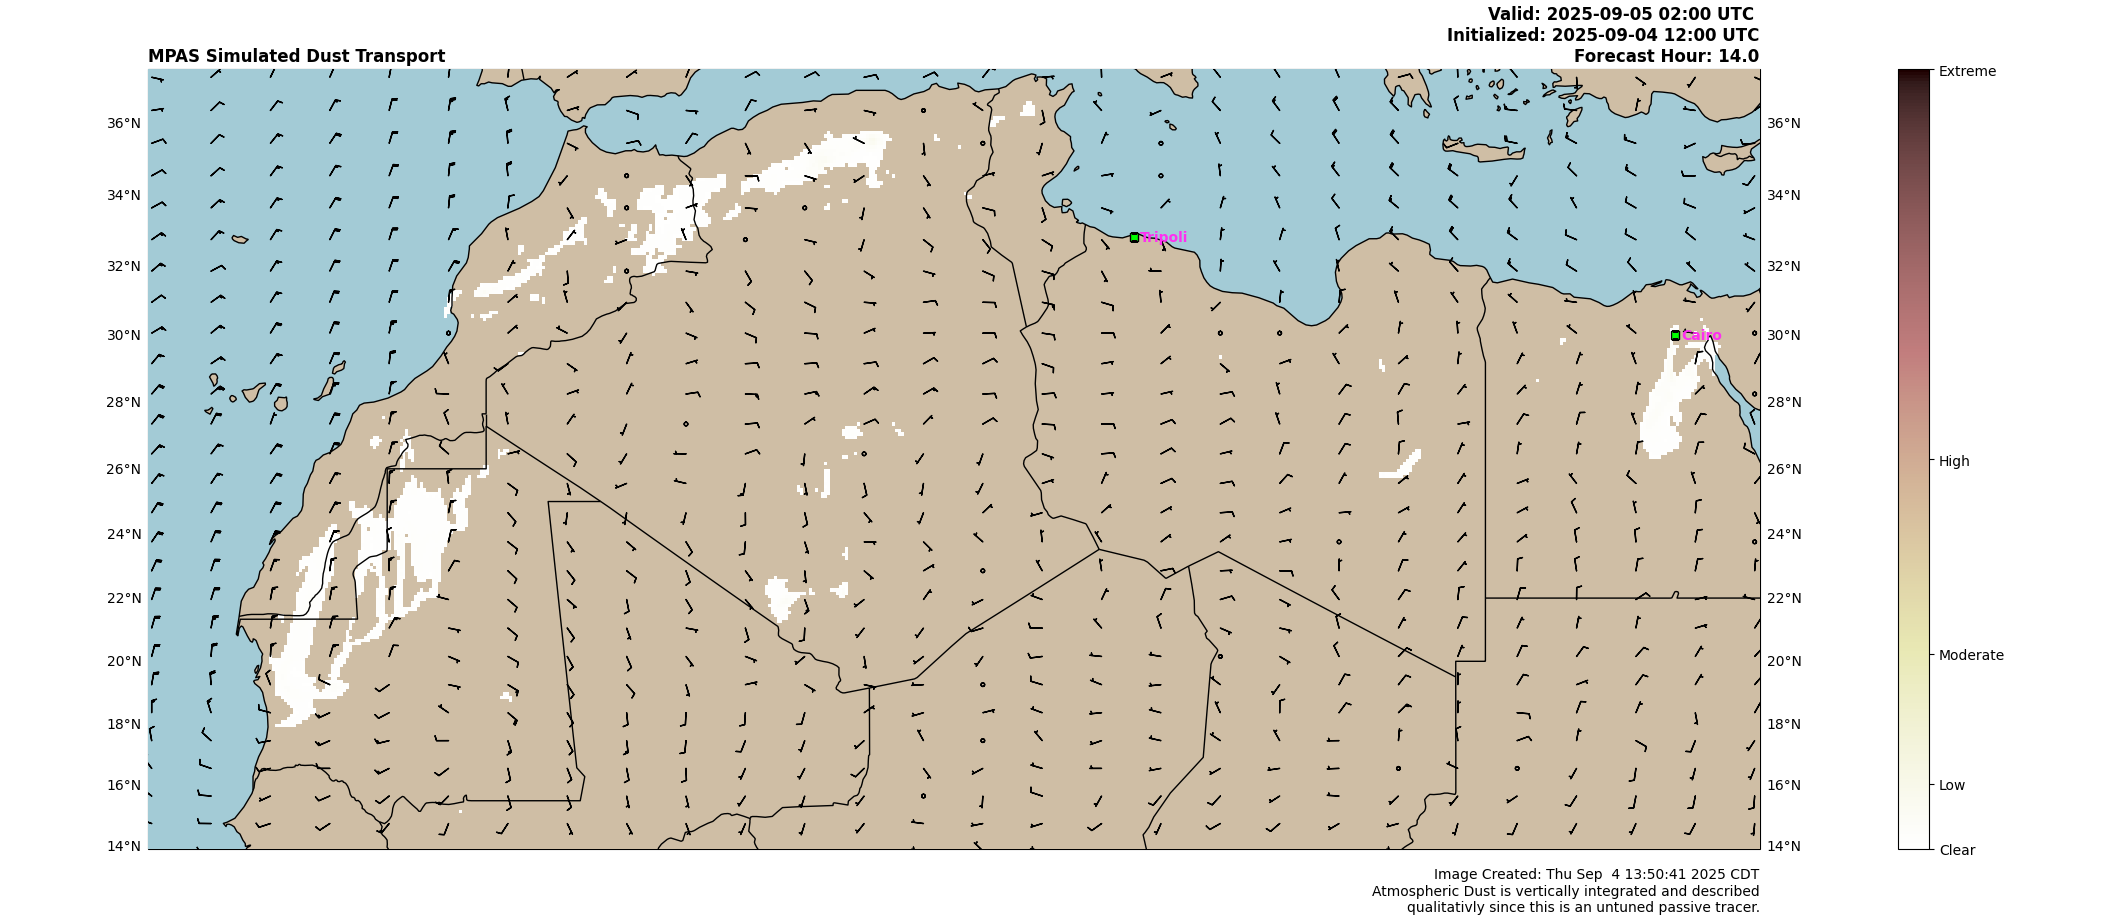 Valid: 2025-09-05 02:00 UTC
Initialized: 2025-09-04 12:00 UTC
MPAS Simulated Dust Transport
Forecast Hour: 14.0
Extreme
36°N 36°N
34°N 34°N
Tripoli
32°N 32°N
30°N Cairo 30°N
28°N 28°N
26°N 26°N
High
24°N 24°N
22°N 22°N
20°N 20°N
Moderate
18°N 18°N
16°N 16°N
Low
14°N 14°N
Clear
Image Created: Thu Sep  4 13:50:41 2025 CDT
Atmospheric Dust is vertically integrated and described
qualitativly since this is an untuned passive tracer.